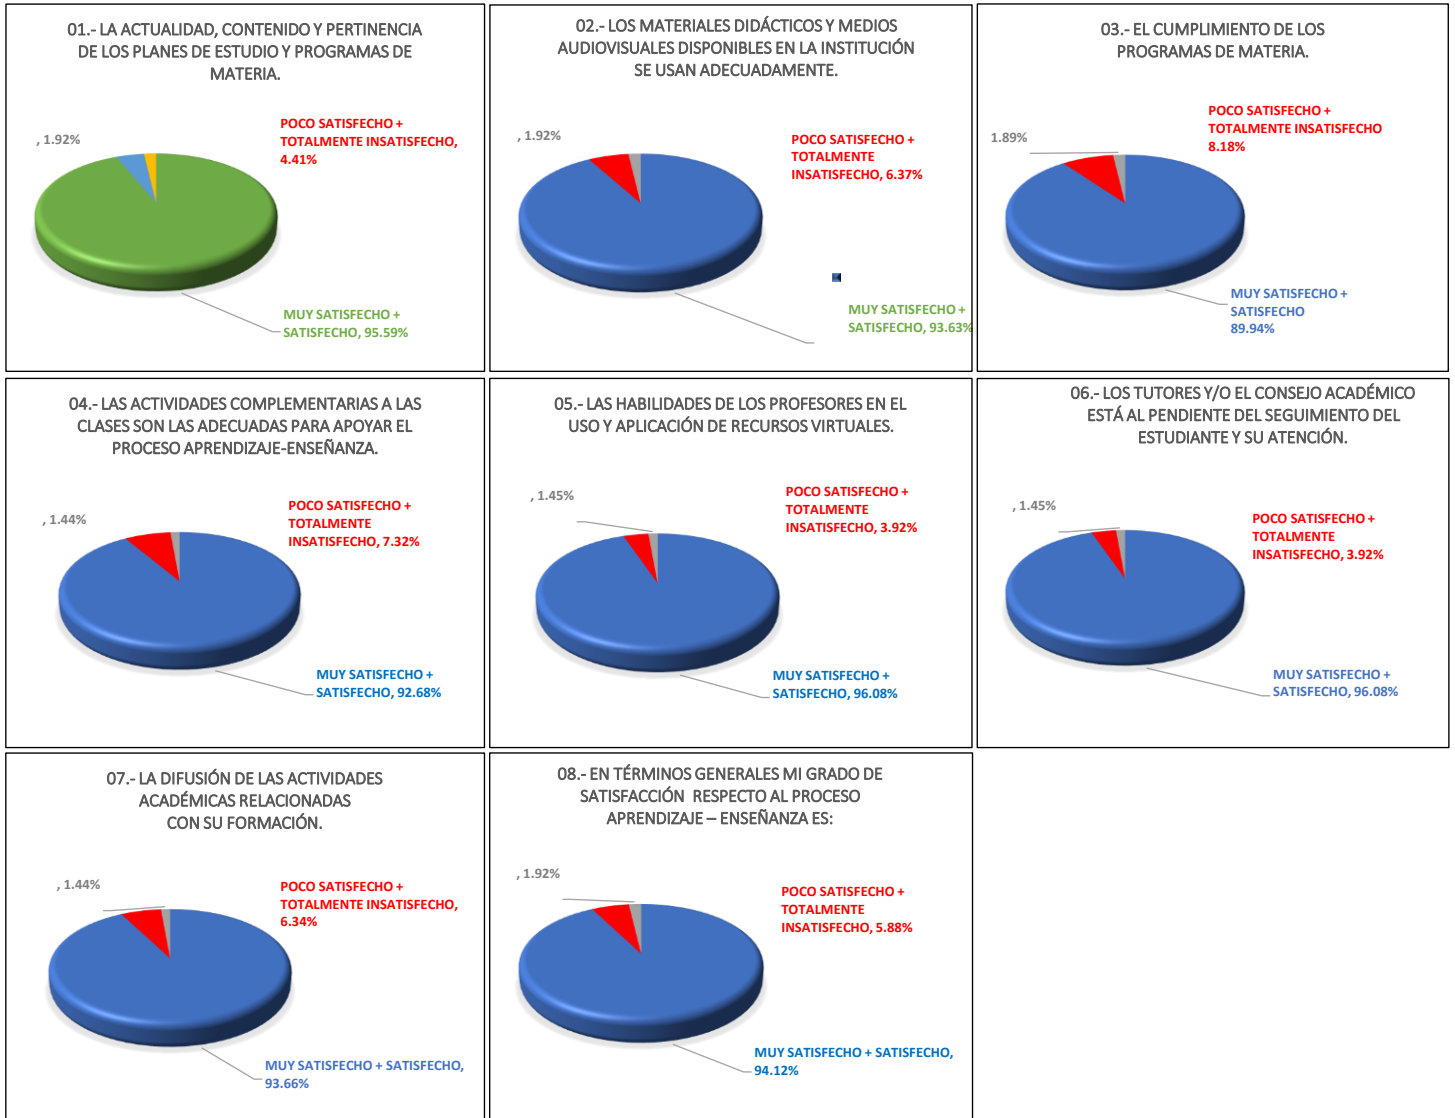 01.- LA ACTUALIDAD, CONTENIDO Y PERTINENCIA
DE LOS PLANES DE ESTUDIO Y PROGRAMAS DE
MATERIA.
, 1.92%
POCO SATISFECHO +
TOTALMENTE INSATISFECHO,
4.41%
MUY SATISFECHO +
SATISFECHO, 95.59%
02.- LOS MATERIALES DIDÁCTICOS Y MEDIOS
AUDIOVISUALES DISPONIBLES EN LA INSTITUCIÓN
SE USAN ADECUADAMENTE.
, 1.92%
POCO SATISFECHO +
TOTALMENTE
INSATISFECHO, 6.37%
MUY SATISFECHO +
SATISFECHO, 93.63%
03.- EL CUMPLIMIENTO DE LOS
PROGRAMAS DE MATERIA.
1.89%
POCO SATISFECHO +
TOTALMENTE INSATISFECHO
8.18%
MUY SATISFECHO +
SATISFECHO
89.94%
04.- LAS ACTIVIDADES COMPLEMENTARIAS A LAS
CLASES SON LAS ADECUADAS PARA APOYAR EL
PROCESO APRENDIZAJE-ENSEÑANZA.
, 1.44%
POCO SATISFECHO +
TOTALMENTE
INSATISFECHO, 7.32%
MUY SATISFECHO +
SATISFECHO, 92.68%
05.- LAS HABILIDADES DE LOS PROFESORES EN EL
USO Y APLICACIÓN DE RECURSOS VIRTUALES.
, 1.45%
POCO SATISFECHO +
TOTALMENTE
INSATISFECHO, 3.92%
MUY SATISFECHO +
SATISFECHO, 96.08%
06.- LOS TUTORES Y/O EL CONSEJO ACADÉMICO
ESTÁ AL PENDIENTE DEL SEGUIMIENTO DEL
ESTUDIANTE Y SU ATENCIÓN.
, 1.45%
POCO SATISFECHO +
TOTALMENTE
INSATISFECHO, 3.92%
MUY SATISFECHO +
SATISFECHO, 96.08%
07.- LA DIFUSIÓN DE LAS ACTIVIDADES
ACADÉMICAS RELACIONADAS
CON SU FORMACIÓN.
, 1.44%
POCO SATISFECHO +
TOTALMENTE INSATISFECHO,
6.34%
MUY SATISFECHO + SATISFECHO,
93.66%
08.- EN TÉRMINOS GENERALES MI GRADO DE
SATISFACCIÓN RESPECTO AL PROCESO
APRENDIZAJE – ENSEÑANZA ES:
, 1.92%
POCO SATISFECHO +
TOTALMENTE
INSATISFECHO, 5.88%
MUY SATISFECHO + SATISFECHO,
94.12%